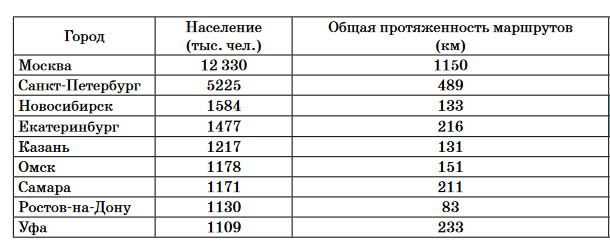 Город Население (тыс. чел.) Общая протяженность маршрутов (км)
Москва 12 330 1150
Санкт-Петербург 5225 489
Новосибирск 1584 133
Екатеринбург 1477 216
Казань 1217 131
Омск 1178 151
Самара 1171 211
Ростов-на-Дону 1130 83
Уфа 1109 233